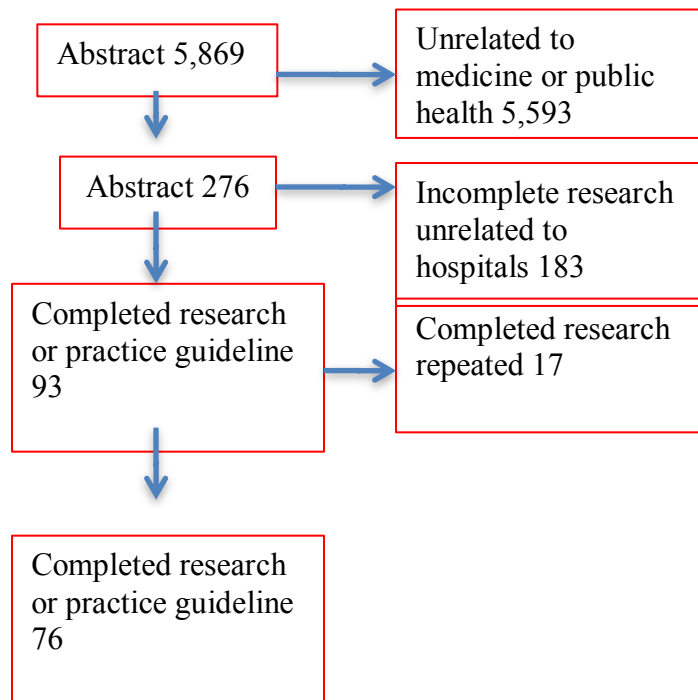 Abstract 5,869
Unrelated to
medicine or public
health 5,593
Abstract 276
Incomplete research
unrelated to
hospitals 183
Completed research
or practice guideline
93
Completed research
repeated 17
Completed research
or practice guideline
76